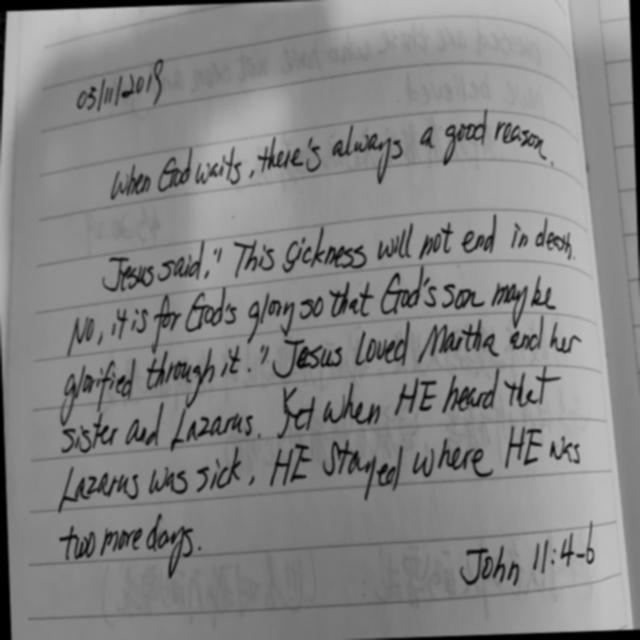 03/11/2019
When God waits, there's always a good reason.
Jesus said, "This sickness will not end in death.
No, it is for God's glory so that God's son may be
glorified through it." Jesus loved Martha and her
sister and Lazarus. Yet when HE heard that
Lazarus was sick, HE stayed where HE was
two more days.
John 11:4-6